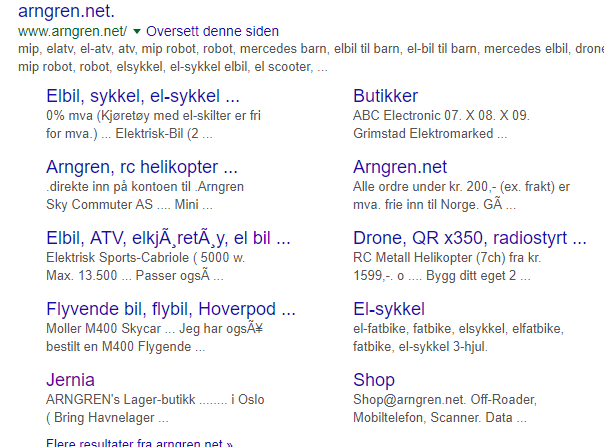 arngren.net.
www.arngren.net/ ▼ Oversett denne siden
mip, elatv, el-atv, atv, mip robot, robot, mercedes barn, elbil til barn, el-bil til barn, mercedes elbil, drone
mip robot, robot, elsykkel, el-sykkel elbil, el scooter, ...
Elbil, sykkel, el-sykkel ...
0% mva (Kjøretøy med el-skilter er fri
for mva.) ... Elektrisk-Bil (2 ...
Butikker
ABC Electronic 07. X 08. X 09.
Grimstad Elektromarked ...
Arngren, rc helikopter ...
.direkte inn på kontoen til .Arngren
Sky Commuter AS .... Mini ...
Arngren.net
Alle ordre under kr. 200,- (ex. frakt) er
mva. frie inn til Norge. GÃ ...
Elbil, ATV, elkjÃ¸retÃ¸y, el bil ...
Elektrisk Sports-Cabriole ( 5000 w.
Max. 13.500 ... Passer ogsÃ ...
Drone, QR x350, radiostyrt ...
RC Metall Helikopter (7ch) fra kr.
1599,-. o .... Bygg ditt eget 2 ...
Flyvende bil, flybil, Hoverpod ...
Moller M400 Skycar ... Jeg har ogsÃ¥
bestilt en M400 Flygende ...
El-sykkel
el-fatbike, fatbike, elsykkel, elfatbike,
fatbike, el-sykkel 3-hjul.
Jernia
ARNGREN's Lager-butikk ........ i Oslo
( Bring Havnelager ...
Shop
Shop@arngren.net. Off-Roader,
Mobiltelefon, Scanner. Data ...
Flere resultater fra arngren.net »